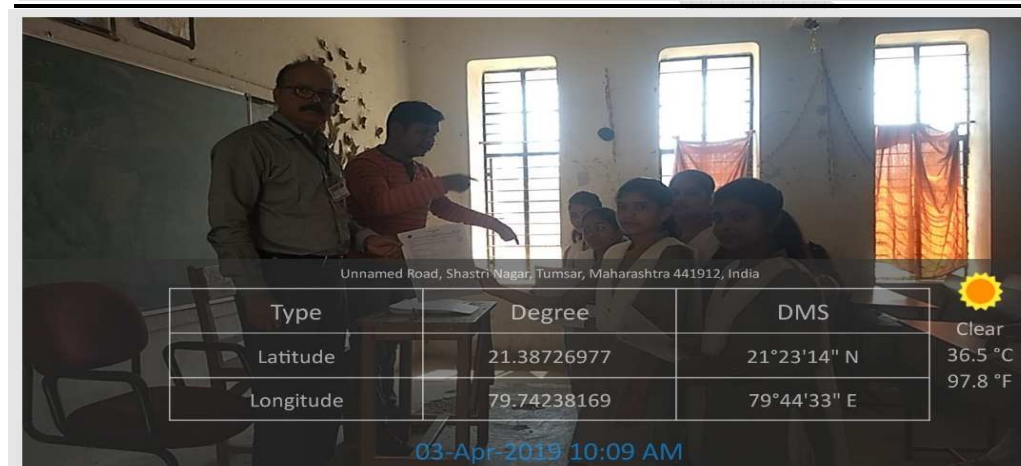 Unnamed Road, Shastri Nagar, Tumsar, Maharashtra 441912, India
Type Degree DMS
Latitude 21.38726977 21°23'14" N
Longitude 79.74238169 79°44'33" E
Clear
36.5 °C
97.8 °F
03-Apr-2019 10:09 AM